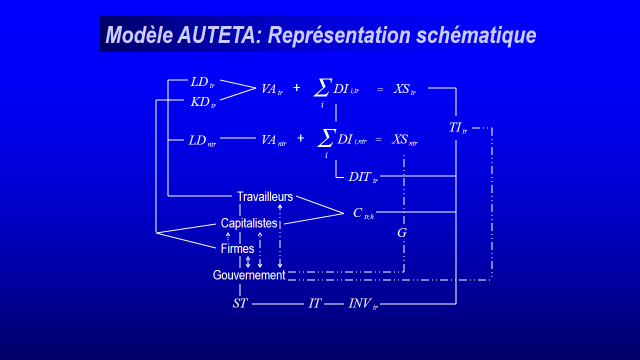 Modèle AUTETA: Représentation schématique
LD tr
KD tr
VA tr + ∑ i DI i,tr = XS tr
TI tr
LD ntr VA ntr + ∑ i DI i,ntr = XS ntr
DIT tr
Travailleurs
C tr,h
Capitalistes
G
Firmes
Gouvernement
ST IT INV tr